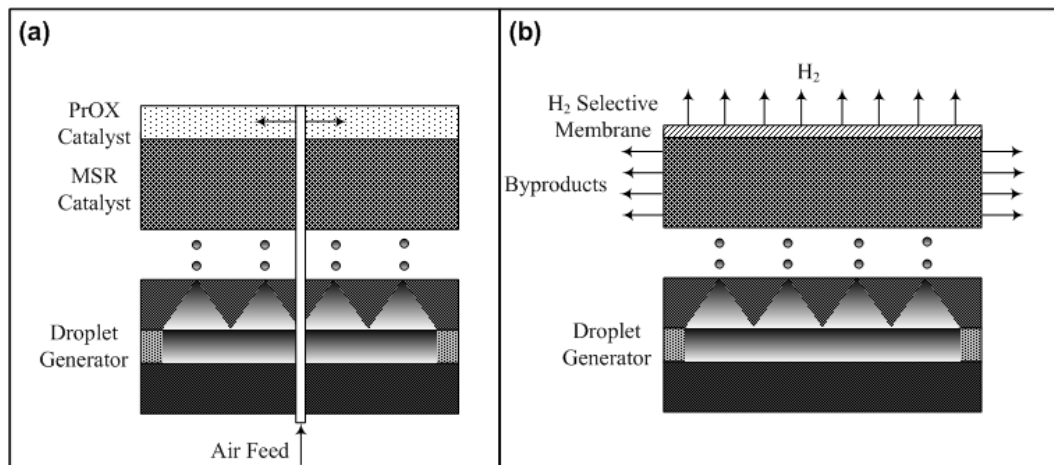 (a)
PrOX
Catalyst
MSR
Catalyst
Droplet
Generator
Air Feed
(b)
H₂
H₂ Selective
Membrane
Byproducts
Droplet
Generator